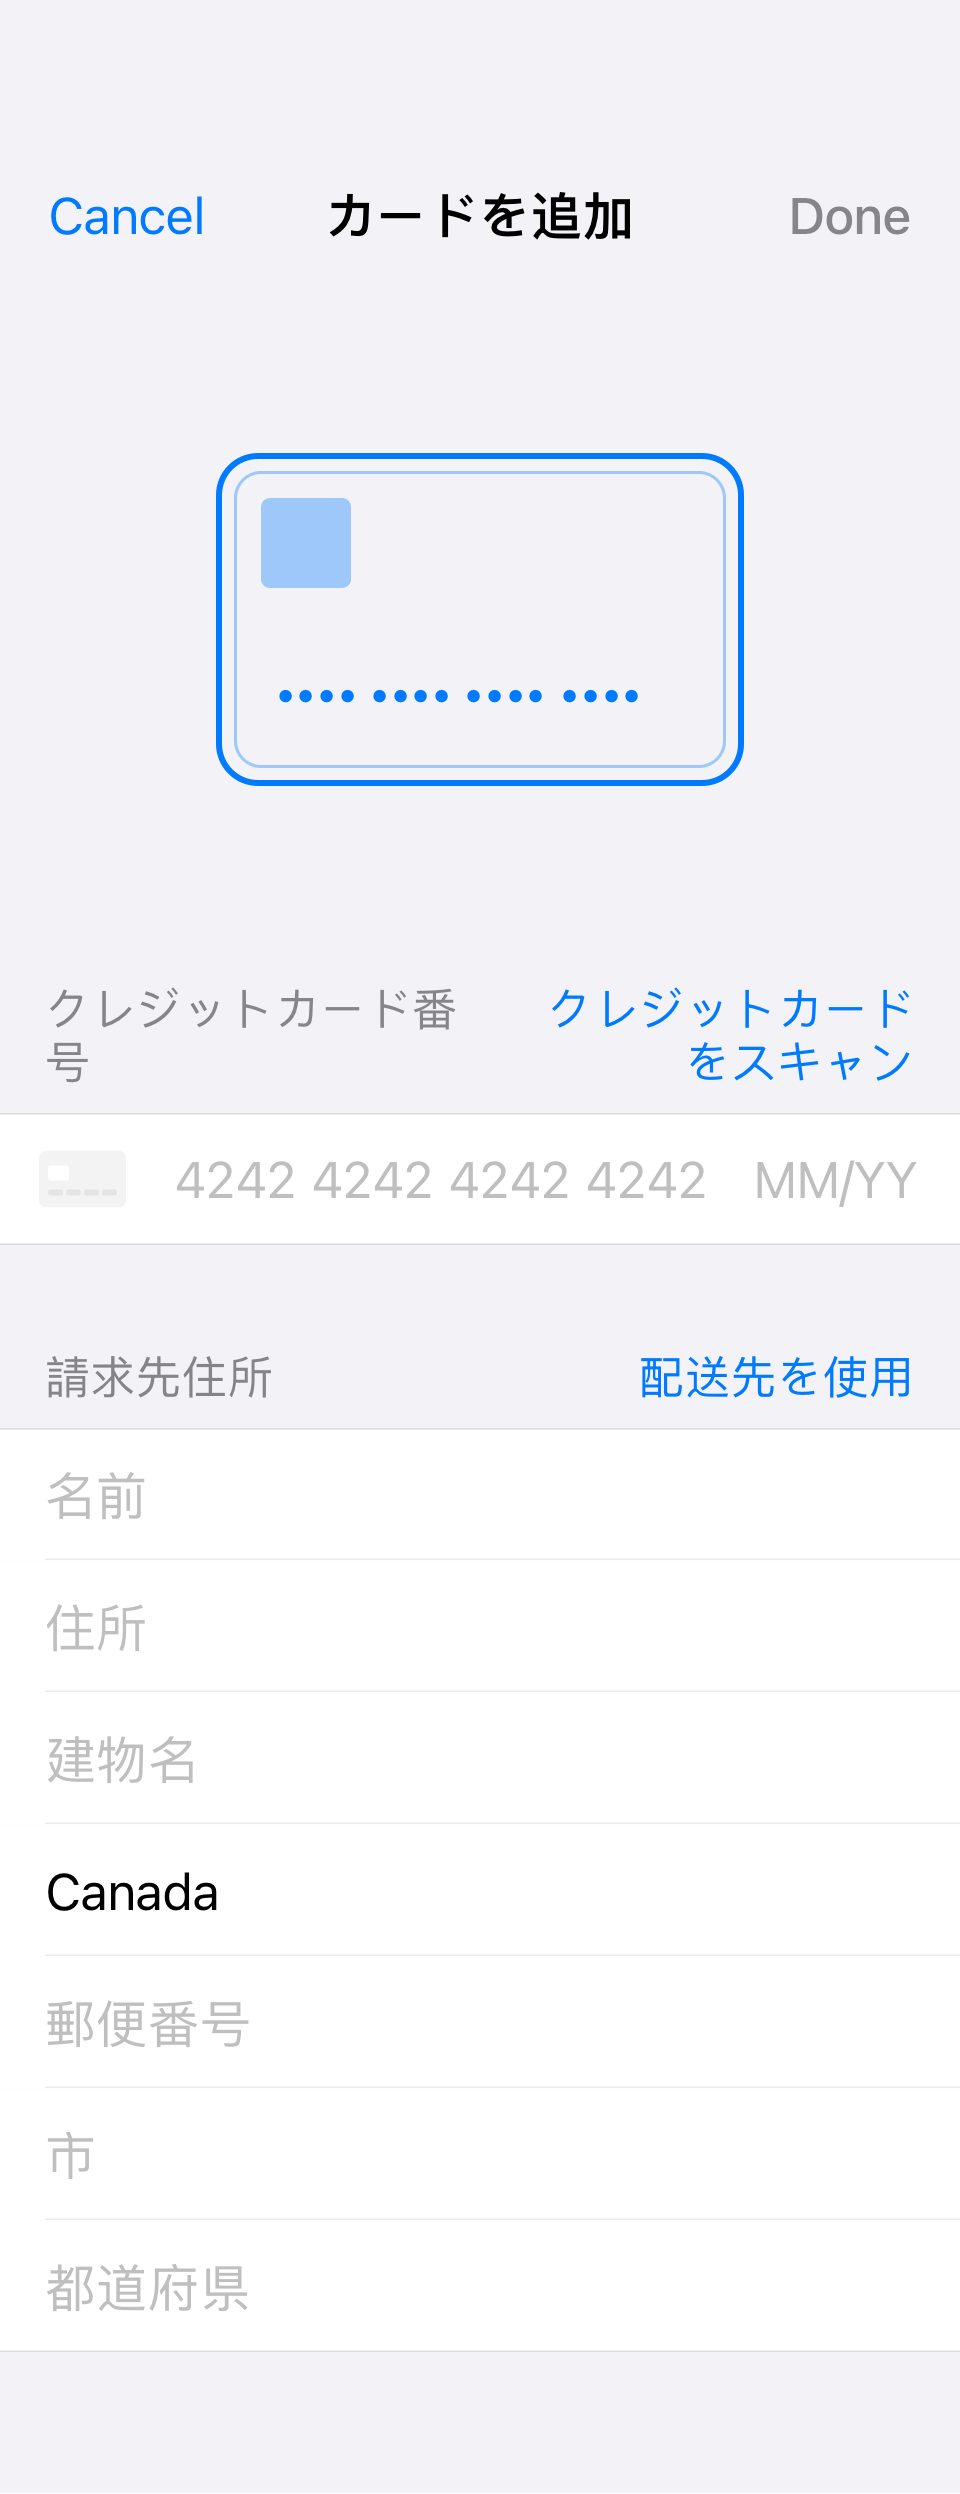 Cancel カードを追加 Done
クレジットカード番号
クレジットカードをスキャン
4242 4242 4242 4242 MM/YY
請求先住所 配送先を使用
名前
住所
建物名
Canada
郵便番号
市
都道府県